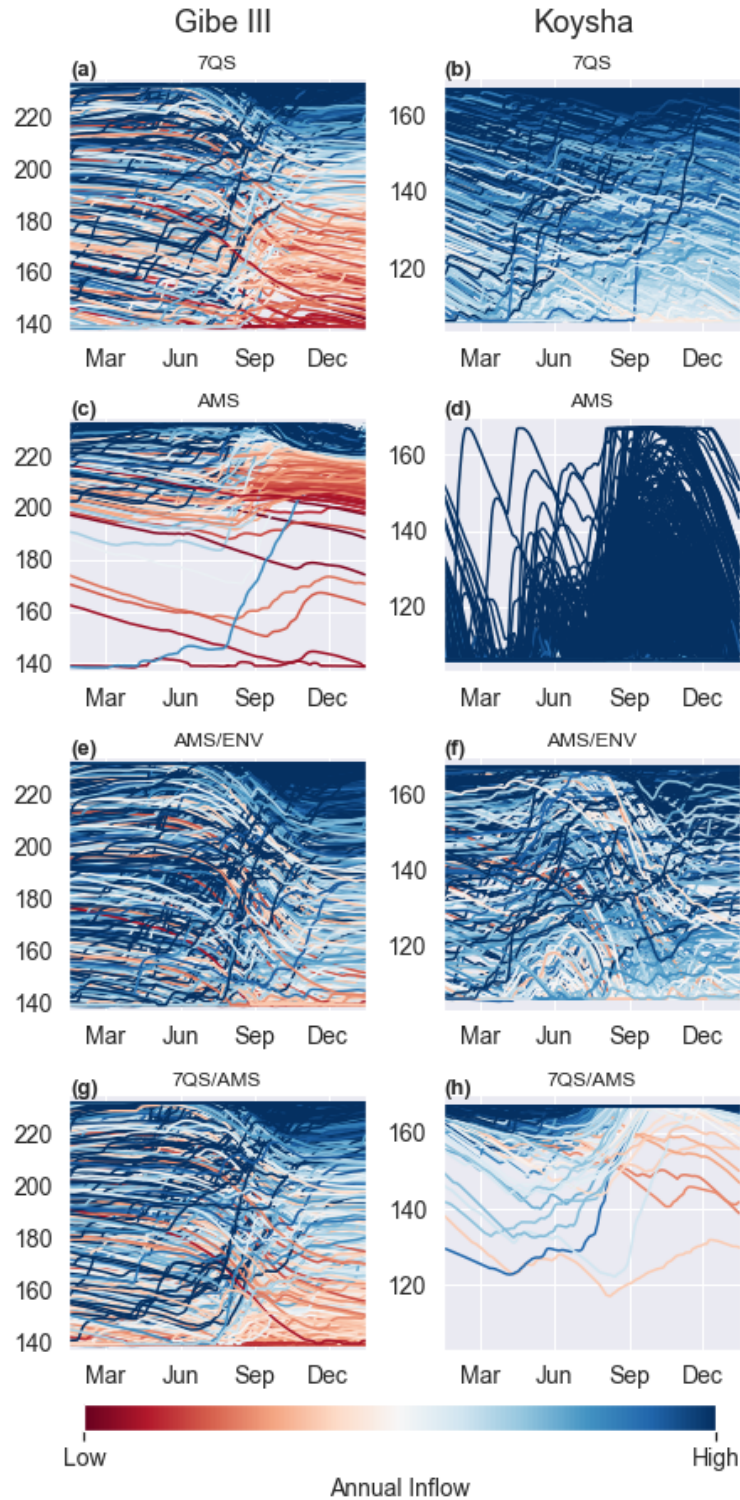 Gibe III
Koysha
(a)
7QS
220
200
180
160
140
Mar Jun Sep Dec
(b)
7QS
160
140
120
Mar Jun Sep Dec
(c)
AMS
220
200
180
160
140
Mar Jun Sep Dec
(d)
AMS
160
140
120
Mar Jun Sep Dec
(e)
AMS/ENV
220
200
180
160
140
Mar Jun Sep Dec
(f)
AMS/ENV
160
140
120
Mar Jun Sep Dec
(g)
7QS/AMS
220
200
180
160
140
Mar Jun Sep Dec
(h)
7QS/AMS
160
140
120
Mar Jun Sep Dec
Low High
Annual Inflow